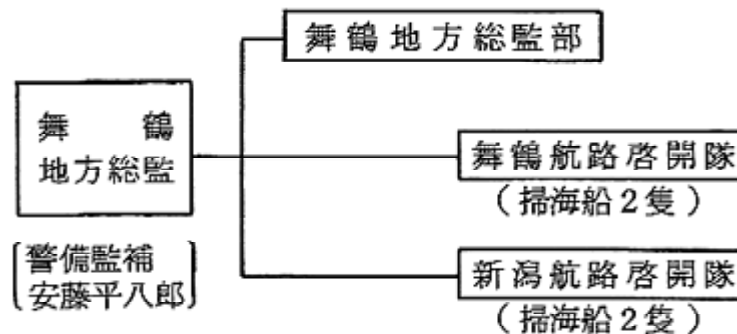 舞鶴地方総監部
舞鶴
地方総監
警備監補
安藤平八郎
舞鶴航路啓開隊
(掃海船2隻)
新潟航路啓開隊
(掃海船2隻)